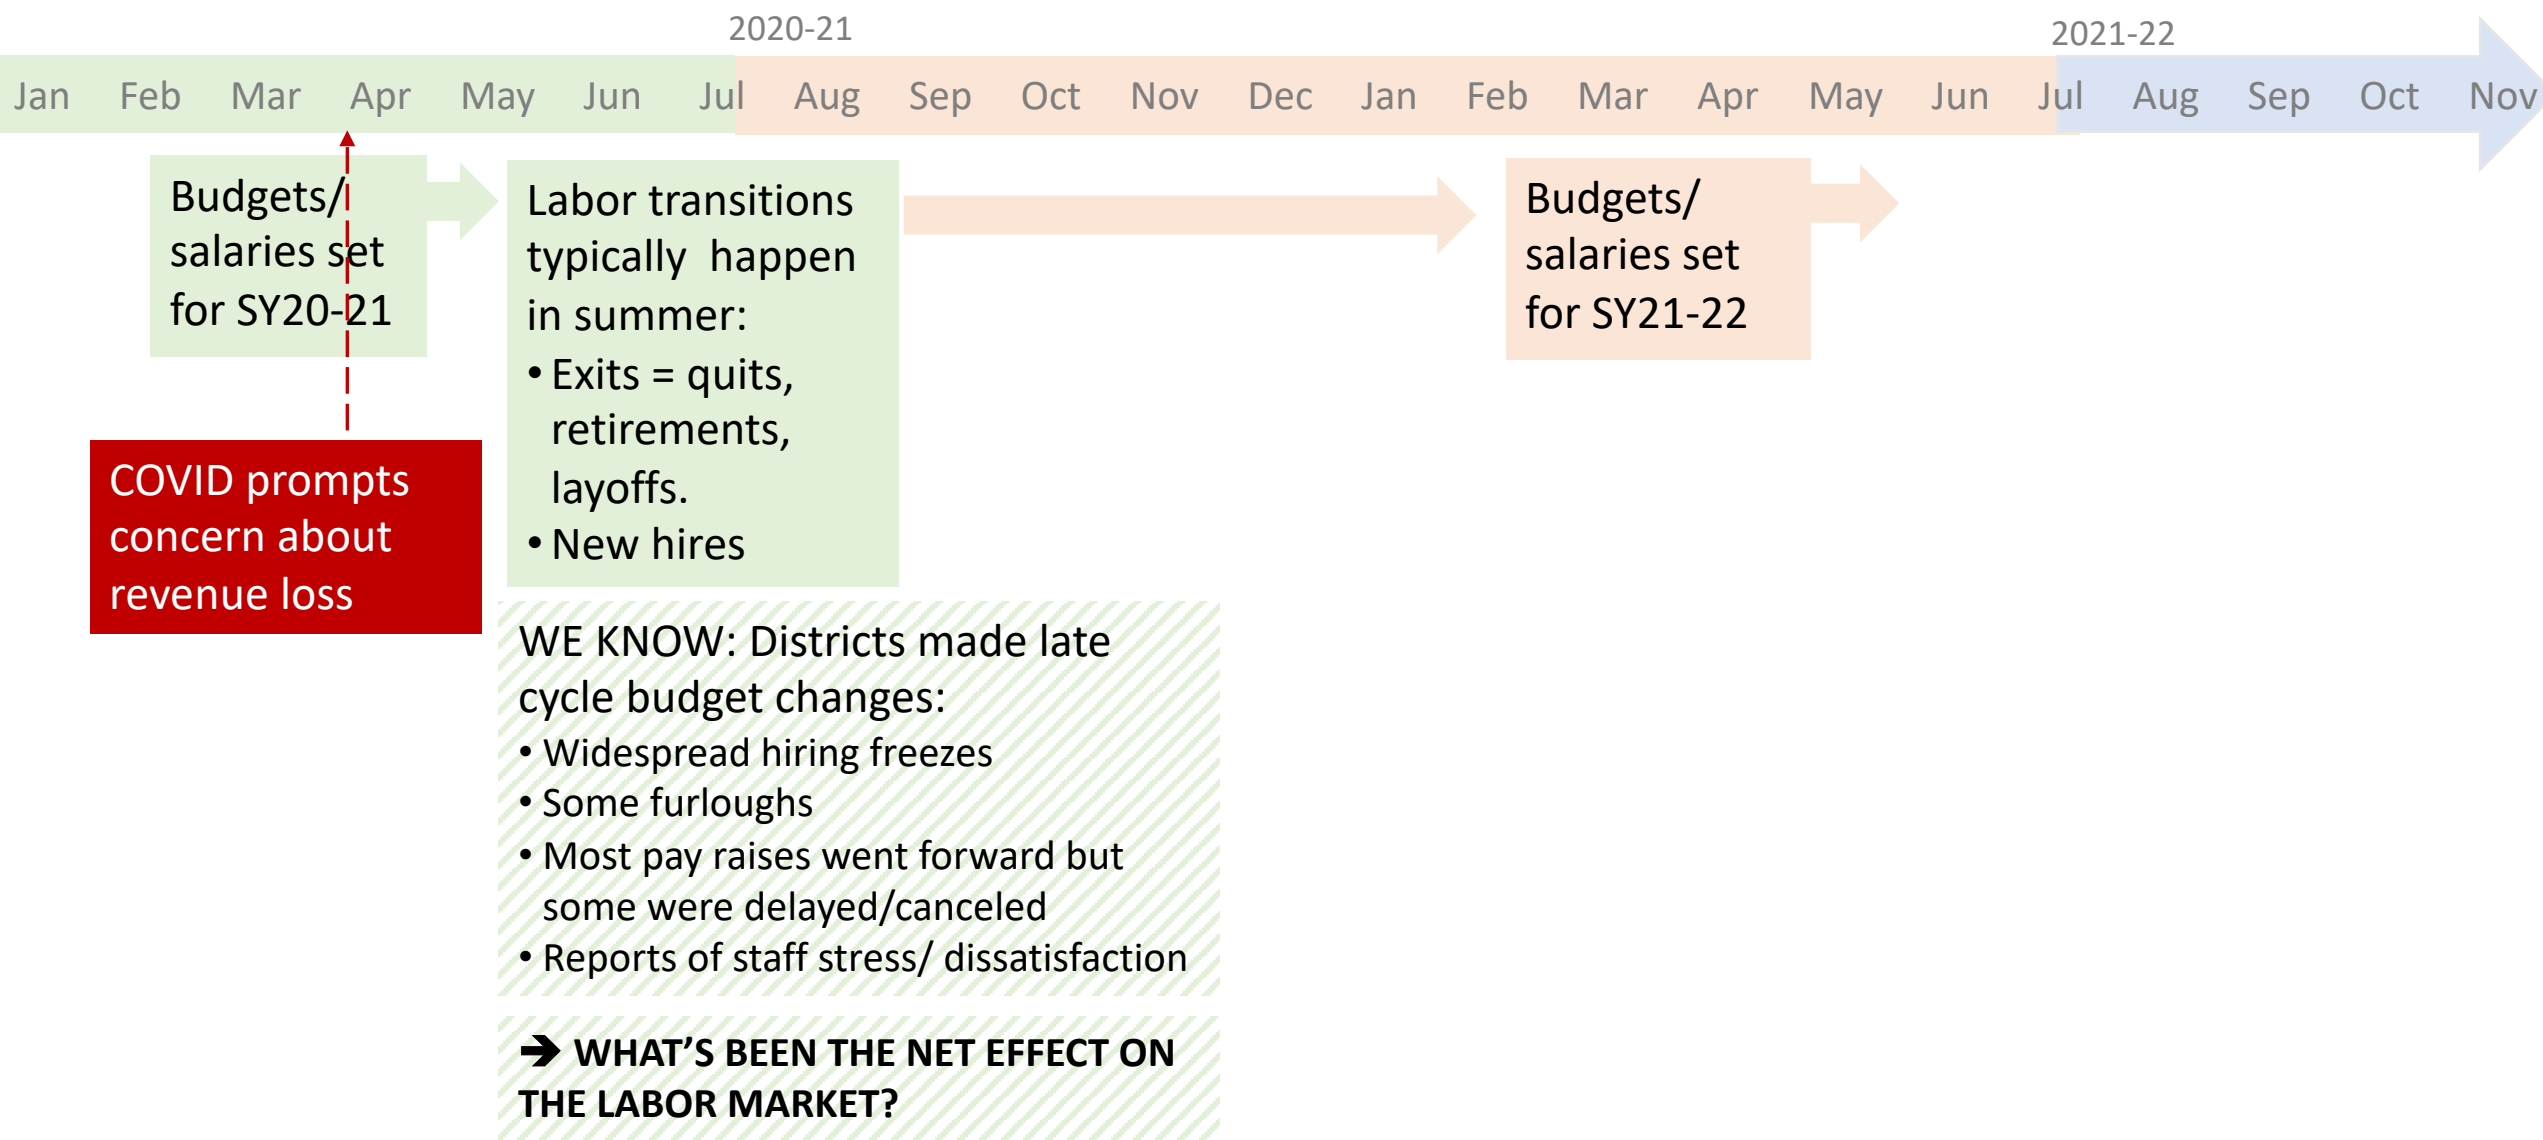 2020-21
2021-22
Jan Feb Mar Apr May Jun Jul Aug Sep Oct Nov Dec Jan Feb Mar Apr May Jun Jul Aug Sep Oct Nov
Budgets/
salaries set
for SY20-21
Labor transitions
typically happen
in summer:
• Exits = quits,
retirements,
layoffs.
• New hires
Budgets/
salaries set
for SY21-22
COVID prompts
concern about
revenue loss
WE KNOW: Districts made late
cycle budget changes:
• Widespread hiring freezes
• Some furloughs
• Most pay raises went forward but
some were delayed/canceled
• Reports of staff stress/ dissatisfaction
➔ WHAT’S BEEN THE NET EFFECT ON
THE LABOR MARKET?